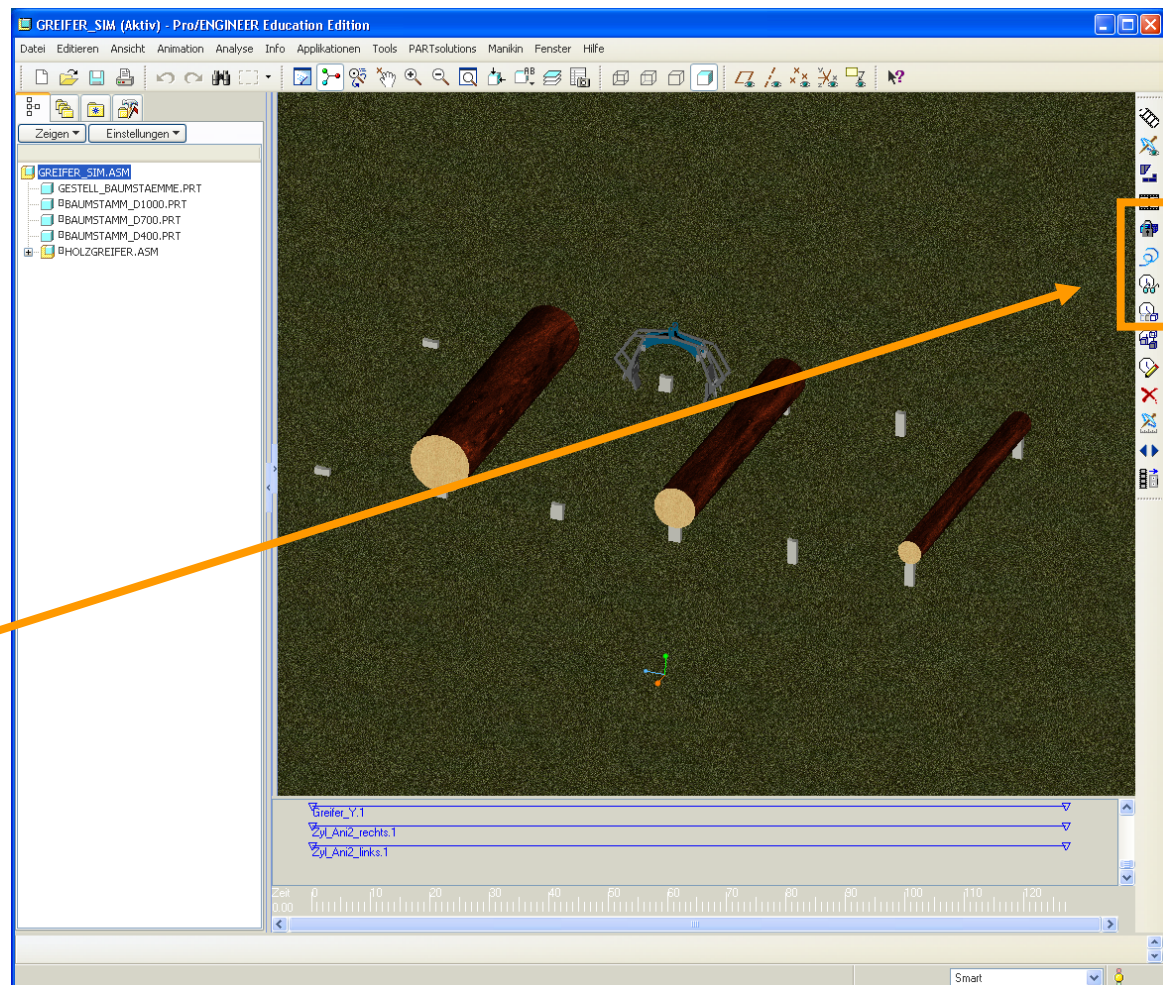 GREIFER_SIM (Aktiv) - Pro/ENGINEER Education Edition
Datei Editieren Ansicht Animation Analyse Info Applikationen Tools PARTsolutions Manikin Fenster Hilfe
Zeigen Einstellungen
GREIFER_SIM.ASM
GESTELL_BAUMSTAEMME.PRT
BAUMSTAMM_D1000.PRT
BAUMSTAMM_D700.PRT
BAUMSTAMM_D400.PRT
HOLZGREIFER.ASM
Greifer_Y.1
Zyl_Ani2_rechts.1
Zyl_Ani2_links.1
Zeit 0 10 20 30 40 50 60 70 80 90 100 110 120
0.00
Smart